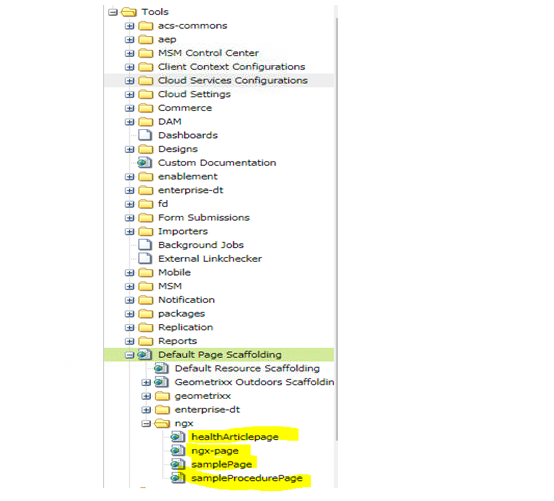 Tools
acs-commons
aep
MSM Control Center
Client Context Configurations
Cloud Services Configurations
Cloud Settings
Commerce
DAM
Dashboards
Designs
Custom Documentation
enablement
enterprise-dt
fd
Form Submissions
Importers
Background Jobs
External Linkchecker
Mobile
MSM
Notification
packages
Replication
Reports
Default Page Scaffolding
Default Resource Scaffolding
Geometrixx Outdoors Scaffoldin
geometrixx
enterprise-dt
ngx
healthArticlepage
ngx-page
samplePage
sampleProcedurePage